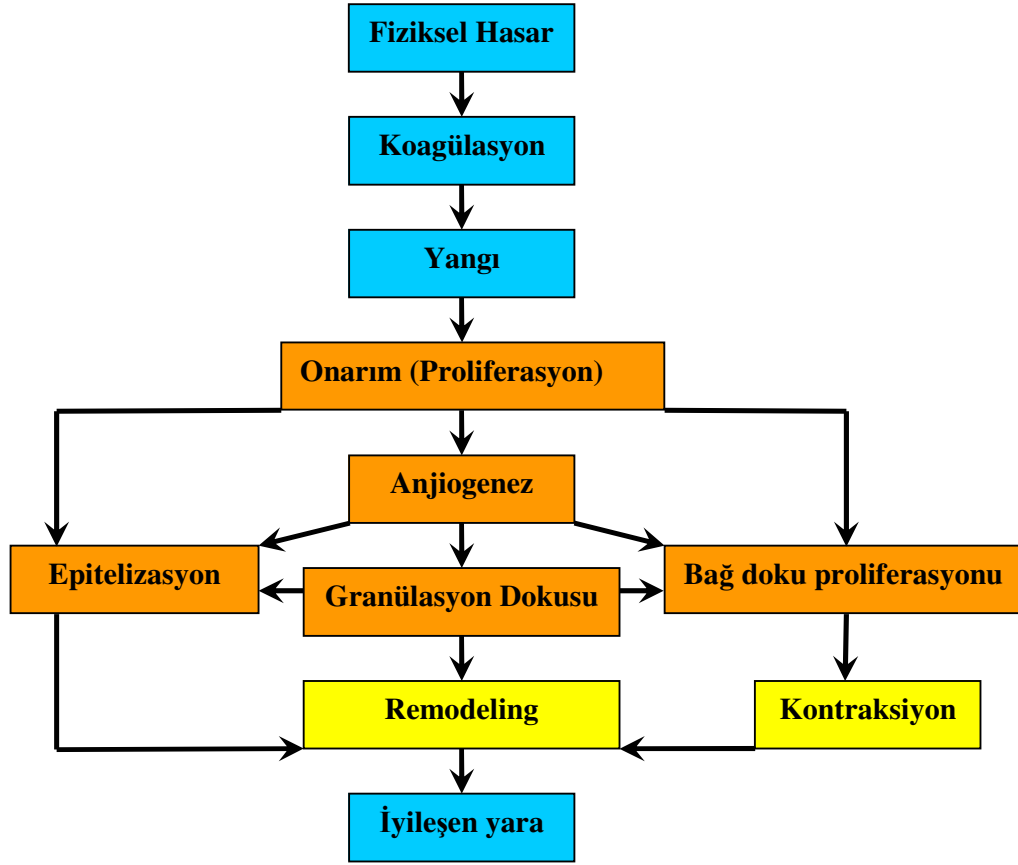 Fiziksel Hasar
Koagülasyon
Yangı
Onarım (Proliferasyon)
Anjiogenez
Epitelizasyon
Granülasyon Dokusu
Bağ doku proliferasyonu
Remodeling
Kontraksiyon
İyileşen yara